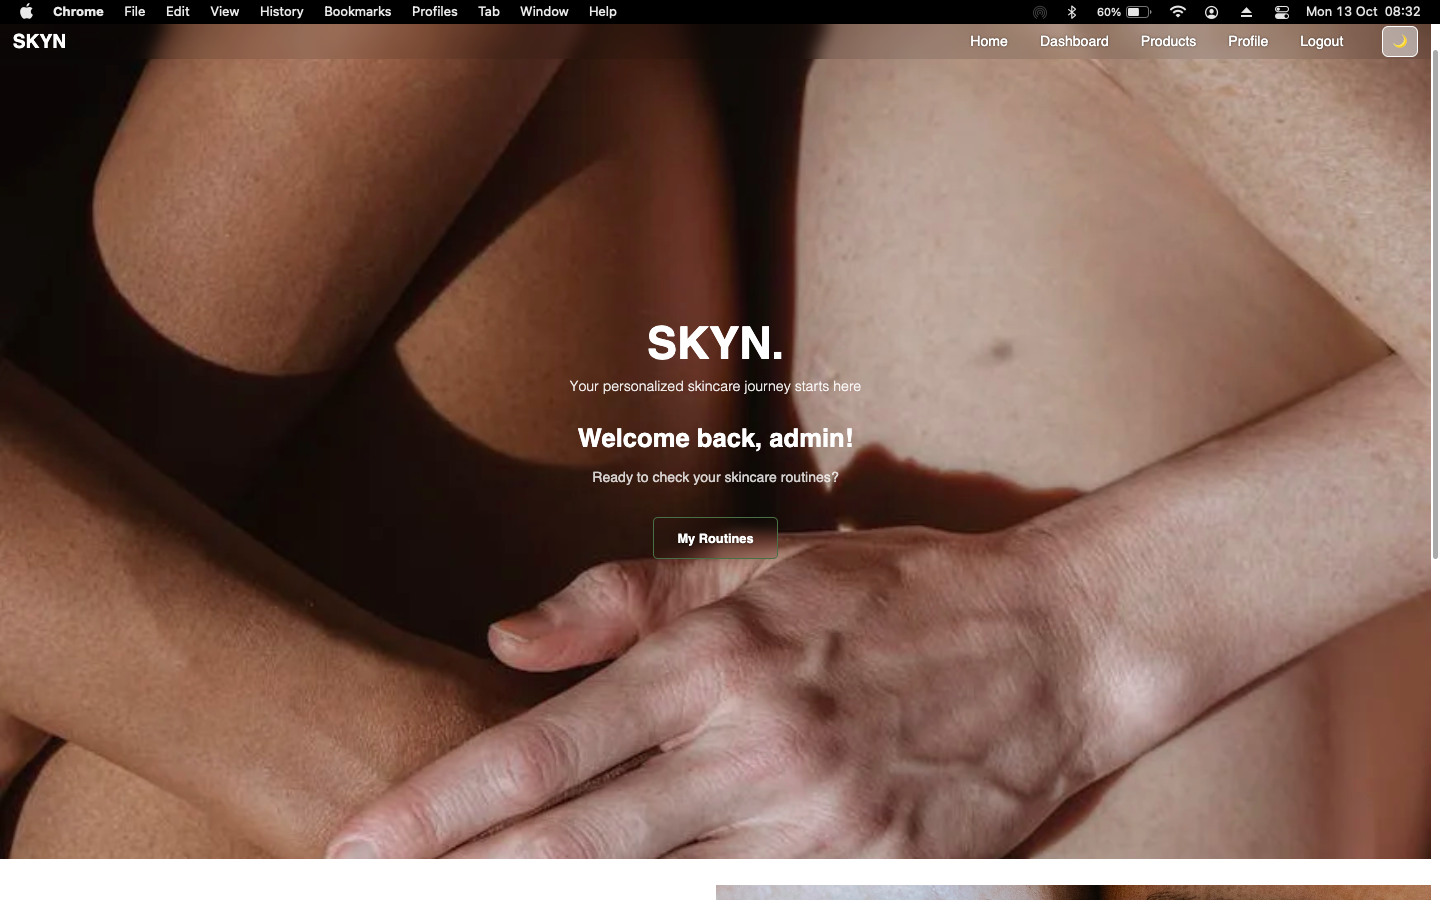 Chrome File Edit View History Bookmarks Profiles Tab Window Help 60% Mon 13 Oct 08:32
SKYN Home Dashboard Products Profile Logout
SKYN.
Your personalized skincare journey starts here
Welcome back, admin!
Ready to check your skincare routines?
My Routines